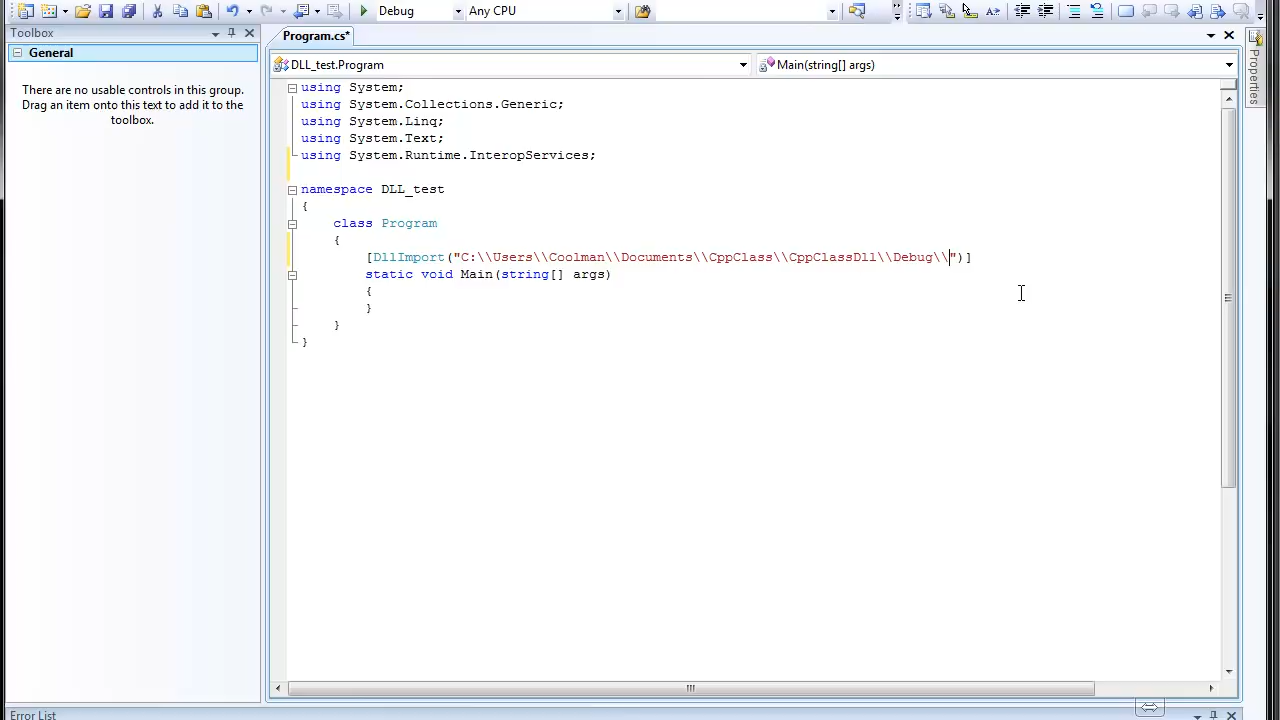 Debug
Any CPU
Toolbox
Program.cs*
General
DLL_test.Program
Main(string[] args)
Properties
There are no usable controls in this group.
Drag an item onto this text to add it to the
toolbox.
using System;
using System.Collections.Generic;
using System.Linq;
using System.Text;
using System.Runtime.InteropServices;
namespace DLL_test
{
class Program
{
[DllImport("C:\\Users\\Coolman\\Documents\\CppClass\\CppClassDll\\Debug\\")]
static void Main(string[] args)
{
}
}
}
Error List